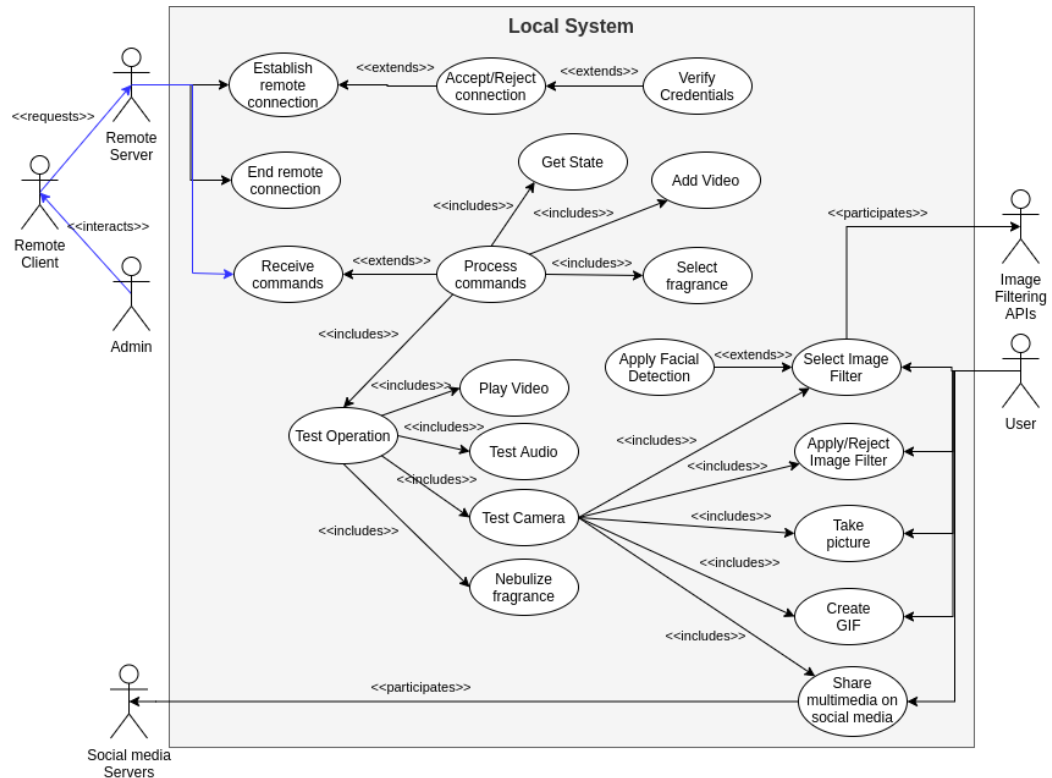 Local System
Establish
remote
connection
<<extends>>
Accept/Reject
connection
<<extends>>
Verify
Credentials
<<requests>>
Remote
Server
End remote
connection
Get State
Add Video
<<includes>>
<<includes>>
<<participates>>
Remote
Client
<<interacts>>
Receive
commands
<<extends>>
Process
commands
<<includes>>
Select
fragrance
Image
Filtering
APIs
Admin
<<includes>>
Apply Facial
Detection
<<extends>>
Select Image
Filter
User
<<includes>>
Play Video
Test Operation
<<includes>>
Test Audio
<<includes>>
Apply/Reject
Image Filter
<<includes>>
<<includes>>
Test Camera
<<includes>>
Take
picture
<<includes>>
<<includes>>
Nebulize
fragrance
Create
GIF
<<includes>>
<<participates>>
Share
multimedia on
social media
Social media
Servers